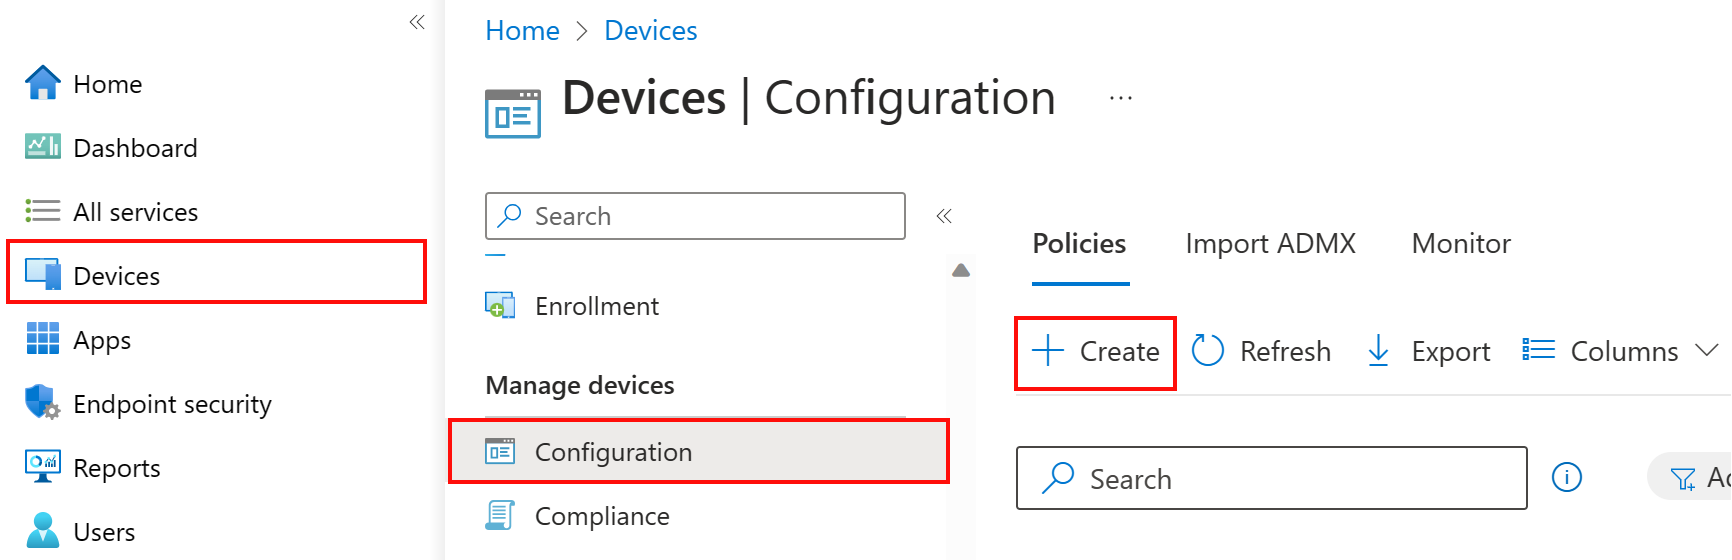 Home
Dashboard
All services
Devices
Apps
Endpoint security
Reports
Users
Home > Devices
Devices | Configuration ...
Search
Enrollment
Manage devices
Configuration
Compliance
Policies Import ADMX Monitor
Create Refresh Export Columns
Search